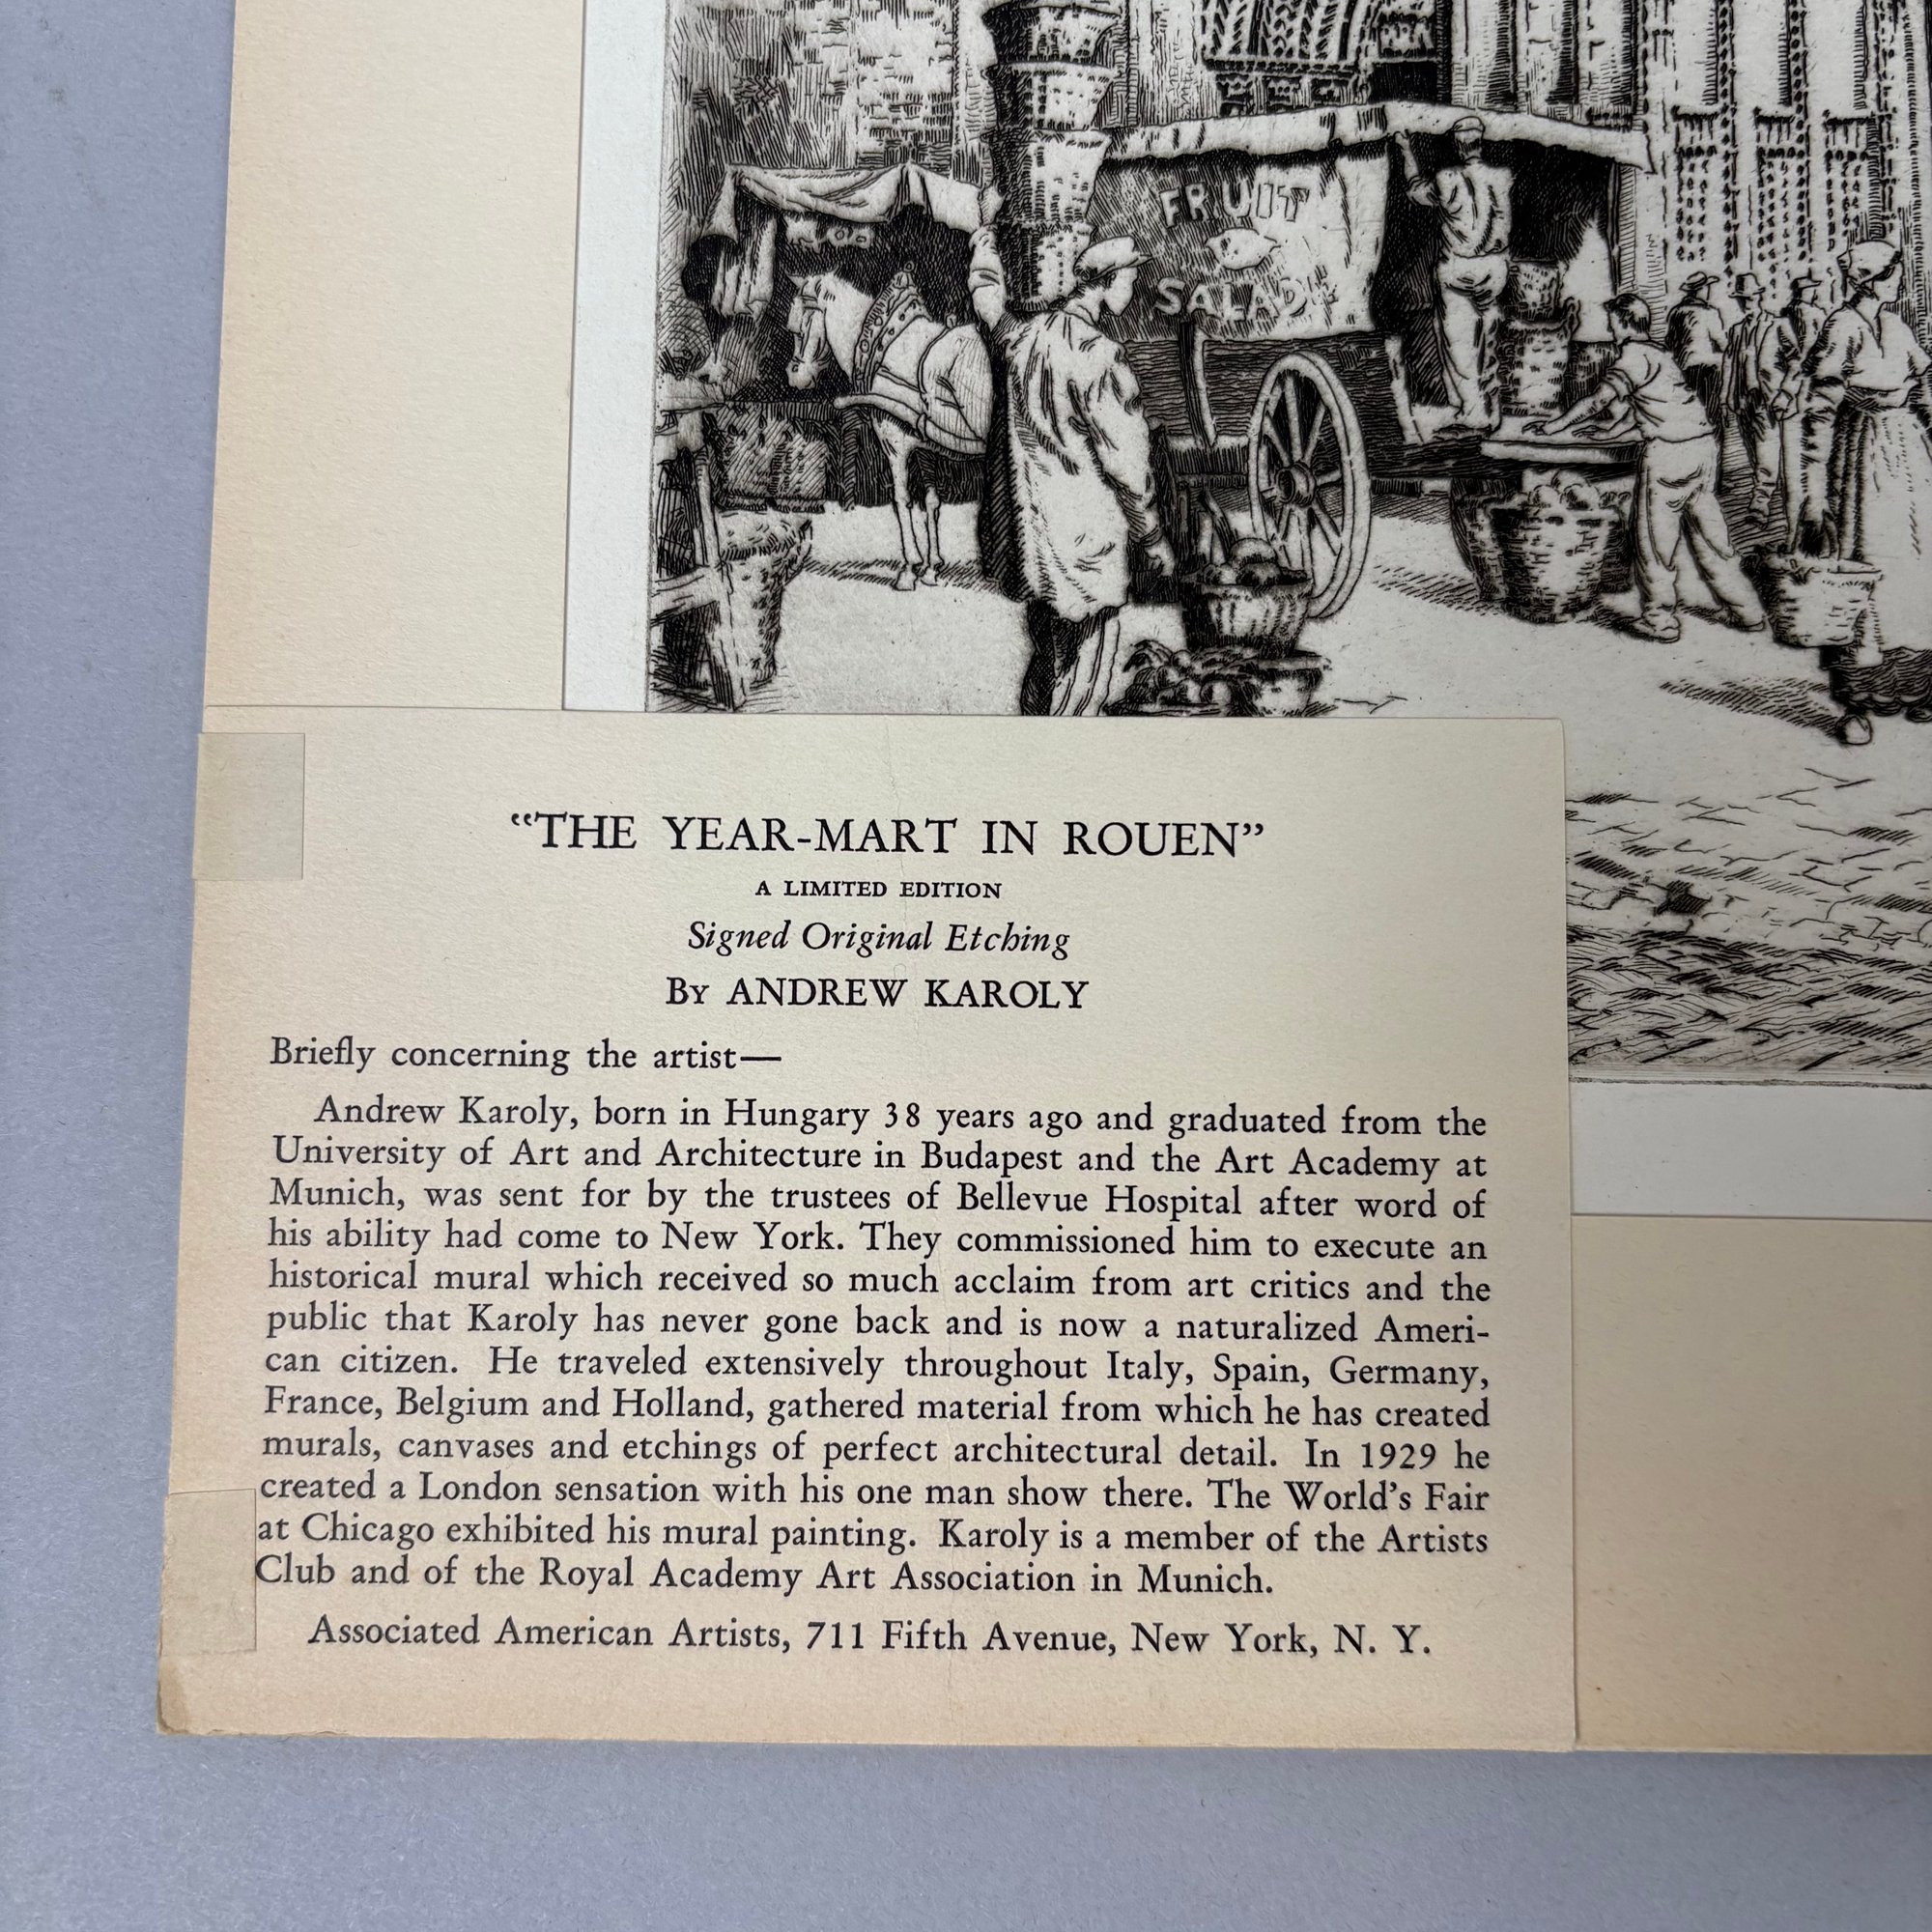 FRUIT
SALAD
“THE YEAR-MART IN ROUEN”
A LIMITED EDITION
Signed Original Etching
By ANDREW KAROLY
Briefly concerning the artist—
Andrew Karoly, born in Hungary 38 years ago and graduated from the
University of Art and Architecture in Budapest and the Art Academy at
Munich, was sent for by the trustees of Bellevue Hospital after word of
his ability had come to New York. They commissioned him to execute an
historical mural which received so much acclaim from art critics and the
public that Karoly has never gone back and is now a naturalized Ameri-
can citizen. He traveled extensively throughout Italy, Spain, Germany,
France, Belgium and Holland, gathered material from which he has created
murals, canvases and etchings of perfect architectural detail. In 1929 he
created a London sensation with his one man show there. The World’s Fair
at Chicago exhibited his mural painting. Karoly is a member of the Artists
Club and of the Royal Academy Art Association in Munich.
Associated American Artists, 711 Fifth Avenue, New York, N. Y.